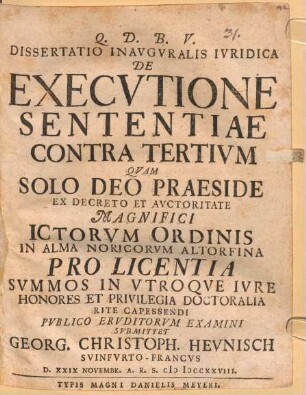 Q. D. B. V.
DISSERTATIO INAVGVRALIS IVRIDICA
DE
EXECVTIONE
SENTENTIAE
CONTRA TERTIVM
QVAM
SOLO DEO PRAESIDE
EX DECRETO ET AVCTORITATE
MAGNIFICI
ICTORVM ORDINIS
IN ALMA NORICORVM ALTORFINA
PRO LICENTIA
SVMMOS IN VTROQVE IVRE
HONORES ET PRIVILEGIA DOCTORALIA
RITE CAPESSENDI
PVBLICO ERVDITORVM EXAMINI
SVBMITTET
GEORG. CHRISTOPH. HEVNISCH
SVINFVRTO-FRANCVS
D. XXIX NOVEMBR. A. R. S. cIↃ IↃccXXVIII.
TYPIS MAGNI DANIELIS MEYERI.